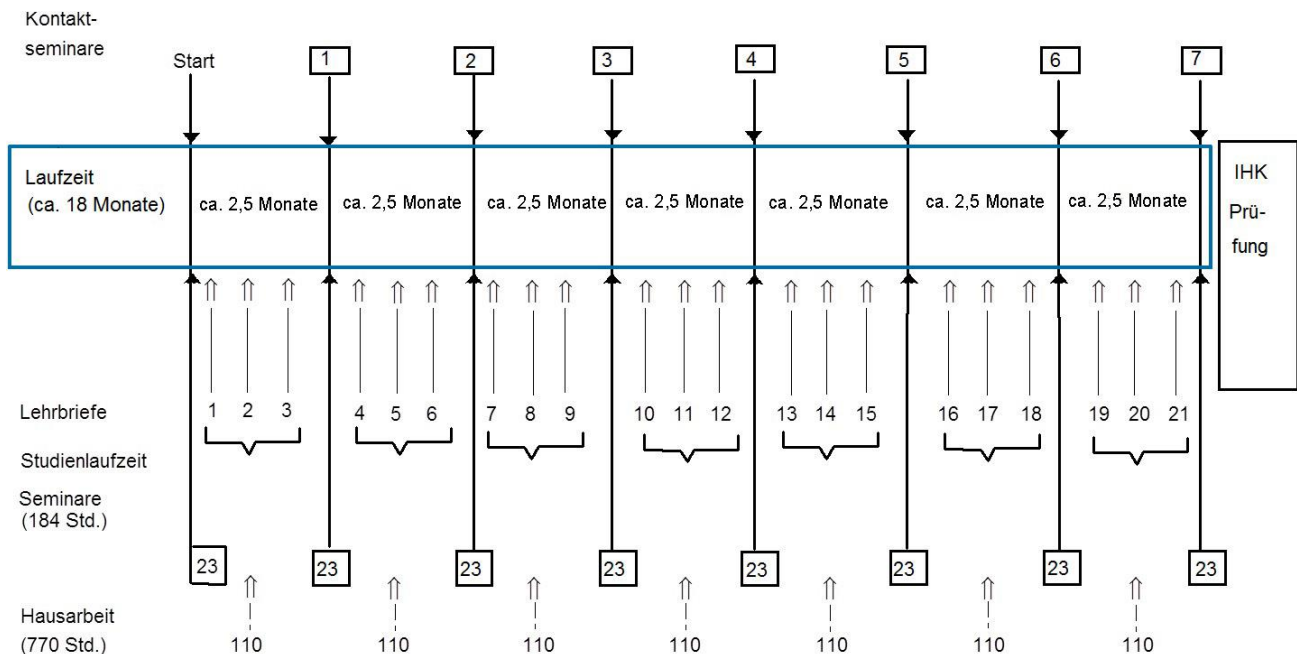 Kontakt-
seminare
Start
1
2
3
4
5
6
7
Laufzeit
(ca. 18 Monate)
ca. 2,5 Monate
ca. 2,5 Monate
ca. 2,5 Monate
ca. 2,5 Monate
ca. 2,5 Monate
ca. 2,5 Monate
ca. 2,5 Monate
IHK
Prü-
fung
Lehrbriefe
1 2 3 4 5 6 7 8 9 10 11 12 13 14 15 16 17 18 19 20 21
Studienlaufzeit
Seminare
(184 Std.)
23 23 23 23 23 23 23 23
Hausarbeit
(770 Std.)
110 110 110 110 110 110 110